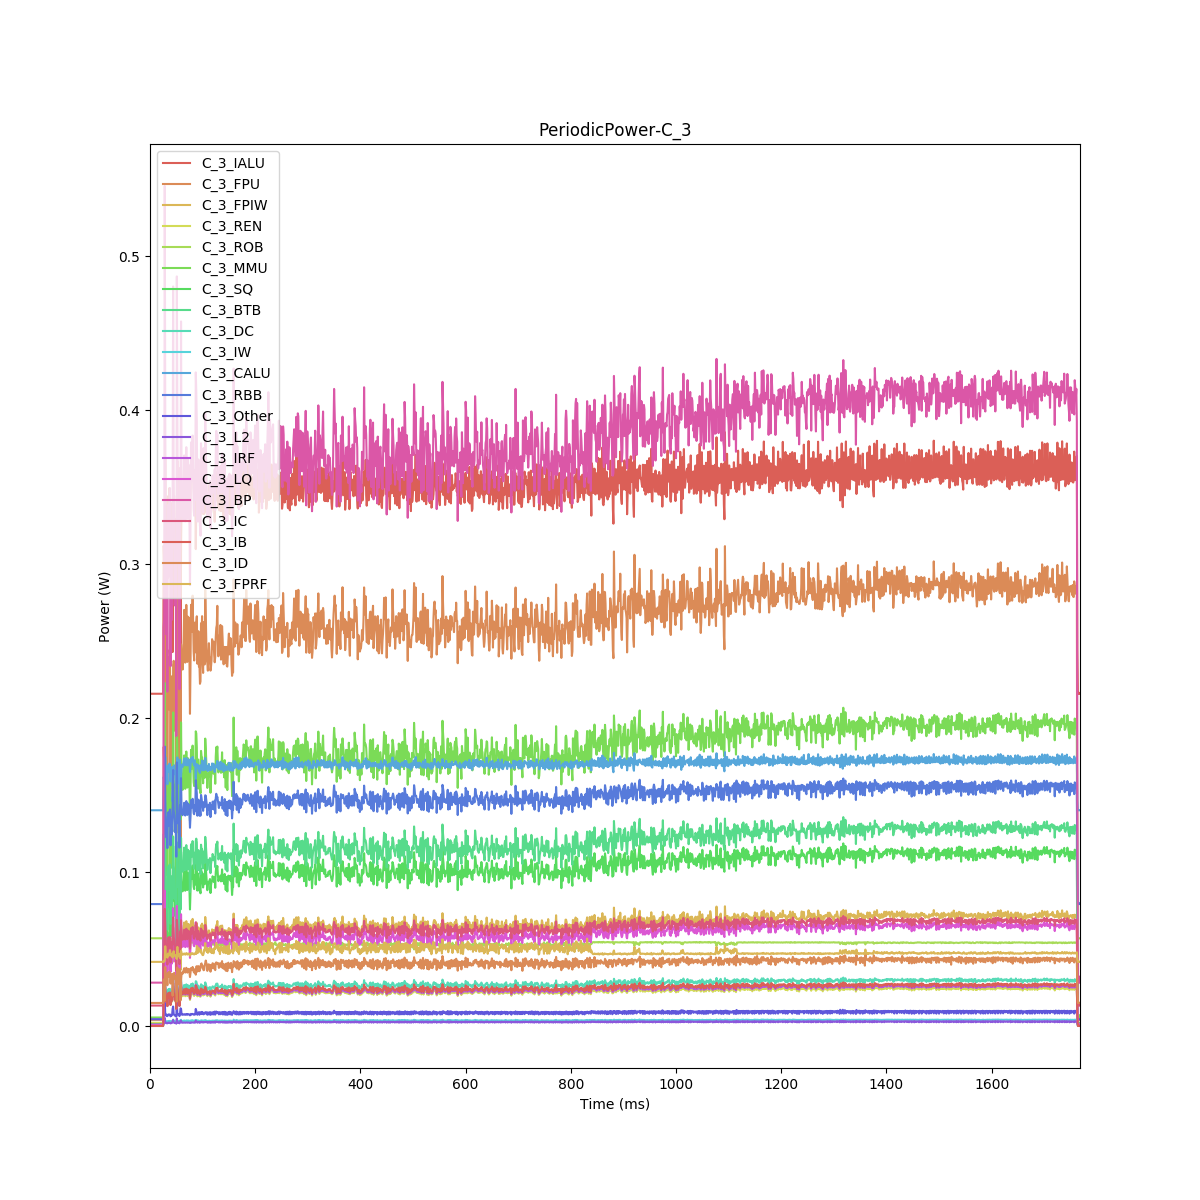 PeriodicPower-C_3
C_3_IALU
C_3_FPU
C_3_FPIW
C_3_REN
C_3_ROB
C_3_MMU
C_3_SQ
C_3_BTB
C_3_DC
C_3_IW
C_3_CALU
C_3_RBB
C_3_Other
C_3_L2
C_3_IRF
C_3_LQ
C_3_BP
C_3_IC
C_3_IB
C_3_ID
C_3_FPRF
0.5
0.4
0.3
0.2
0.1
0.0
Power (W)
0 200 400 600 800 1000 1200 1400 1600
Time (ms)